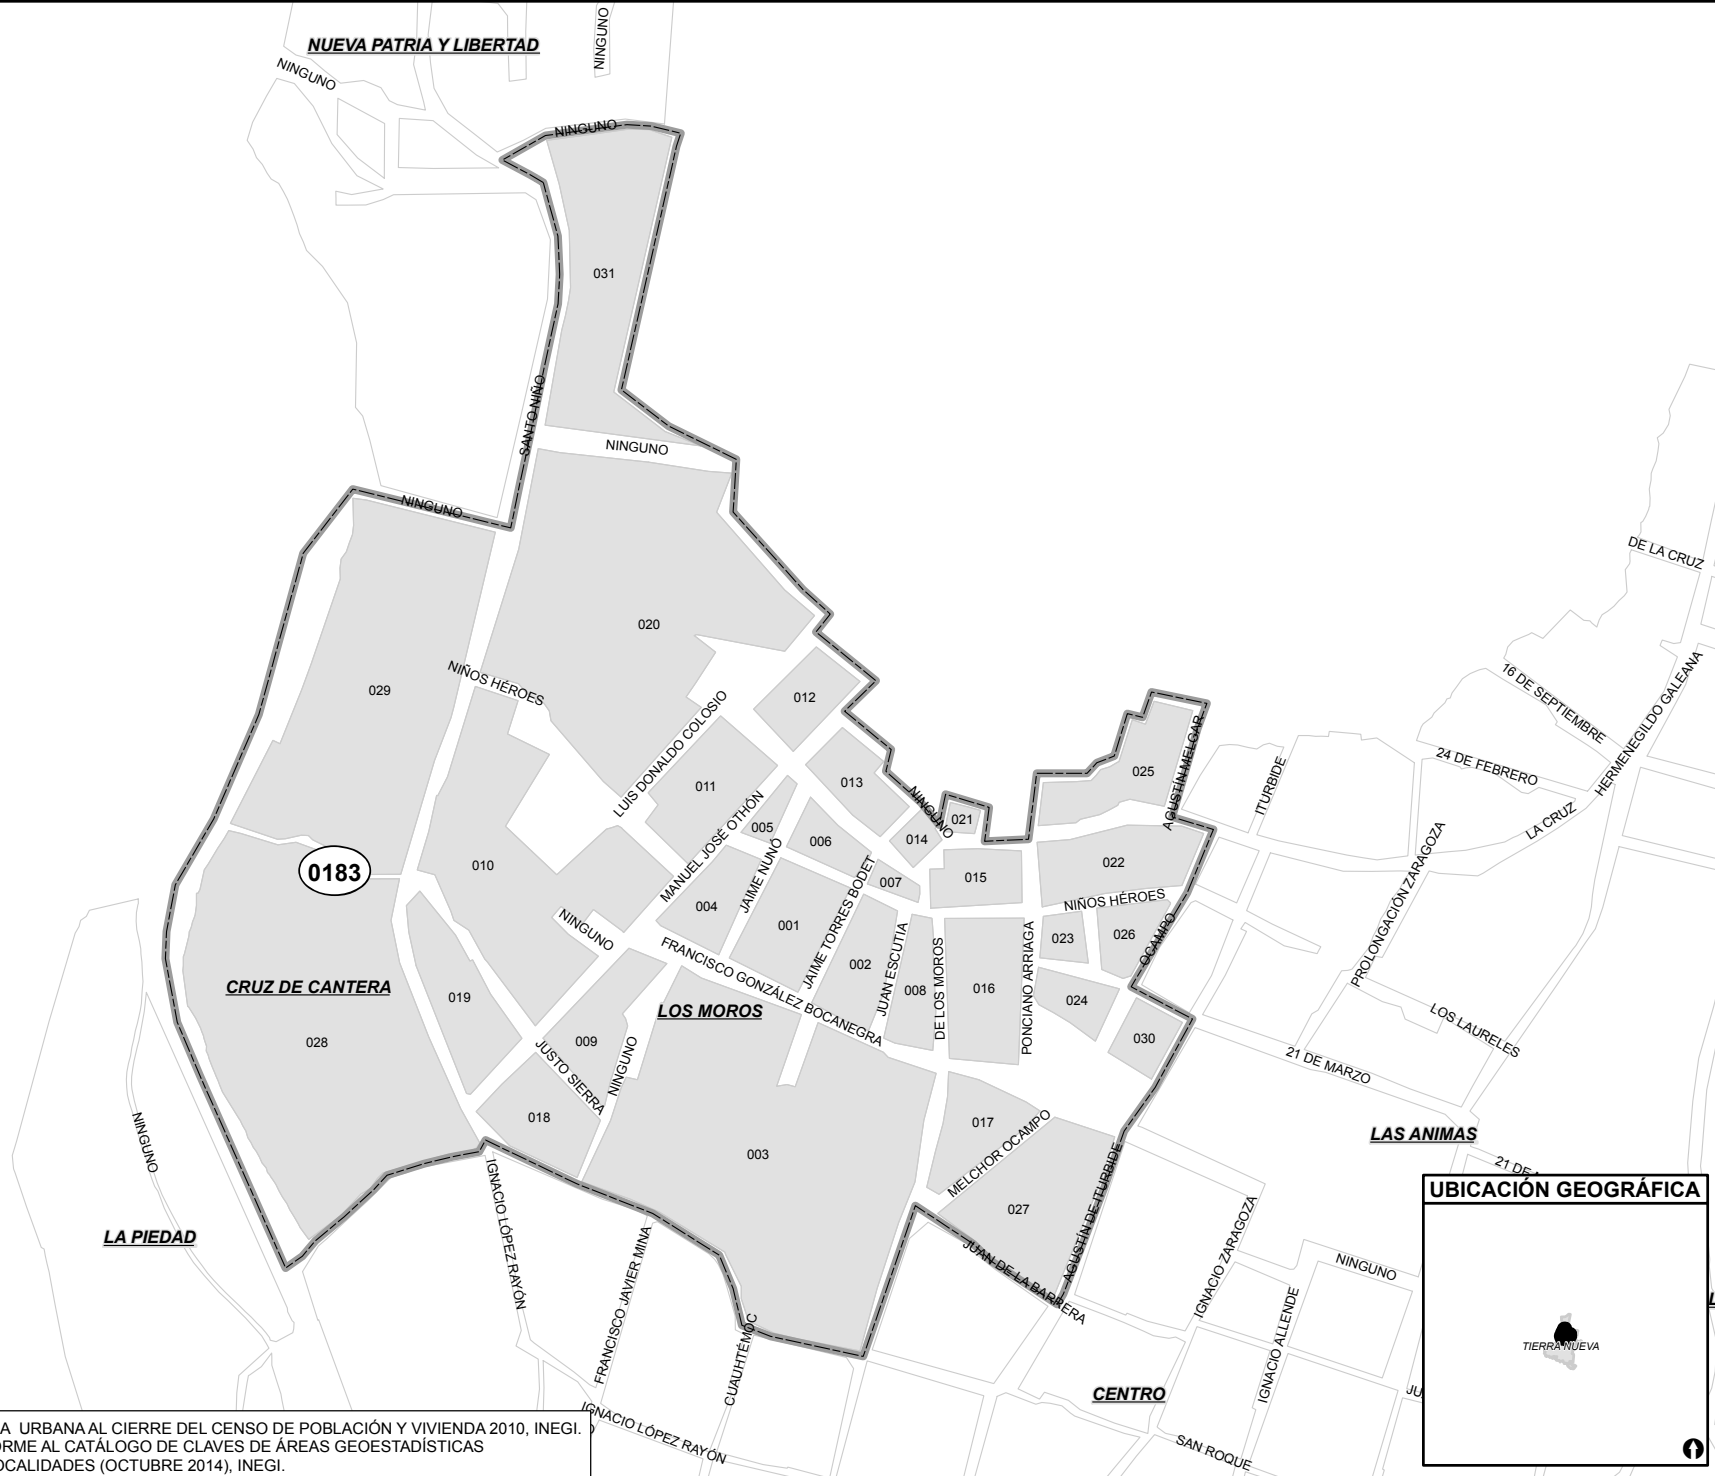 NINGUNO
NUEVA PATRIA Y LIBERTAD
NINGUNO
NINGUNO
031
SANTO NIÑO
NINGUNO
NINGUNO
DE LA CRUZ
020
NIÑOS HÉROES
029
012
LUIS DONALDO COLOSIO
16 DE SEPTIEMBRE
HERMENEGILDO GALEANA
24 DE FEBRERO
AGUSTÍN MELGAR
025
ITURBIDE
011
013
NINGUNO
021
LA CRUZ
MANUEL JOSÉ OTHÓN
005
006
014
JAIME NUNÓ
022
PROLONGACIÓN ZARAGOZA
0183
010
007
015
JAIME TORRES BODET
NIÑOS HÉROES
004
001
NINGUNO
023
026
OCAMPO
FRANCISCO GONZÁLEZ BOCANEGRA
002
JUAN ESCUTIA
DE LOS MOROS
PONCIANO ARRIAGA
CRUZ DE CANTERA
019
008
016
024
LOS MOROS
LOS LAURELES
028
009
030
JUSTO SIERRA
NINGUNO
21 DE MARZO
018
017
MELCHOR OCAMPO
NINGUNO
LAS ANIMAS
003
21 DE
IGNACIO LÓPEZ RAYÓN
AGUSTÍN DE ITURBIDE
027
LA PIEDAD
UBICACIÓN GEOGRÁFICA
IGNACIO ZARAGOZA
FRANCISCO JAVIER MINA
JUAN DE LA BARRERA
NINGUNO
IGNACIO ALLENDE
CUAUHTÉMOC
TIERRA NUEVA
CENTRO
JU
IGNACIO LÓPEZ RAYÓN
SAN ROQUE
A URBANA AL CIERRE DEL CENSO DE POBLACIÓN Y VIVIENDA 2010, INEGI.
ORME AL CATÁLOGO DE CLAVES DE ÁREAS GEOESTADÍSTICAS
OCALIDADES (OCTUBRE 2014), INEGI.